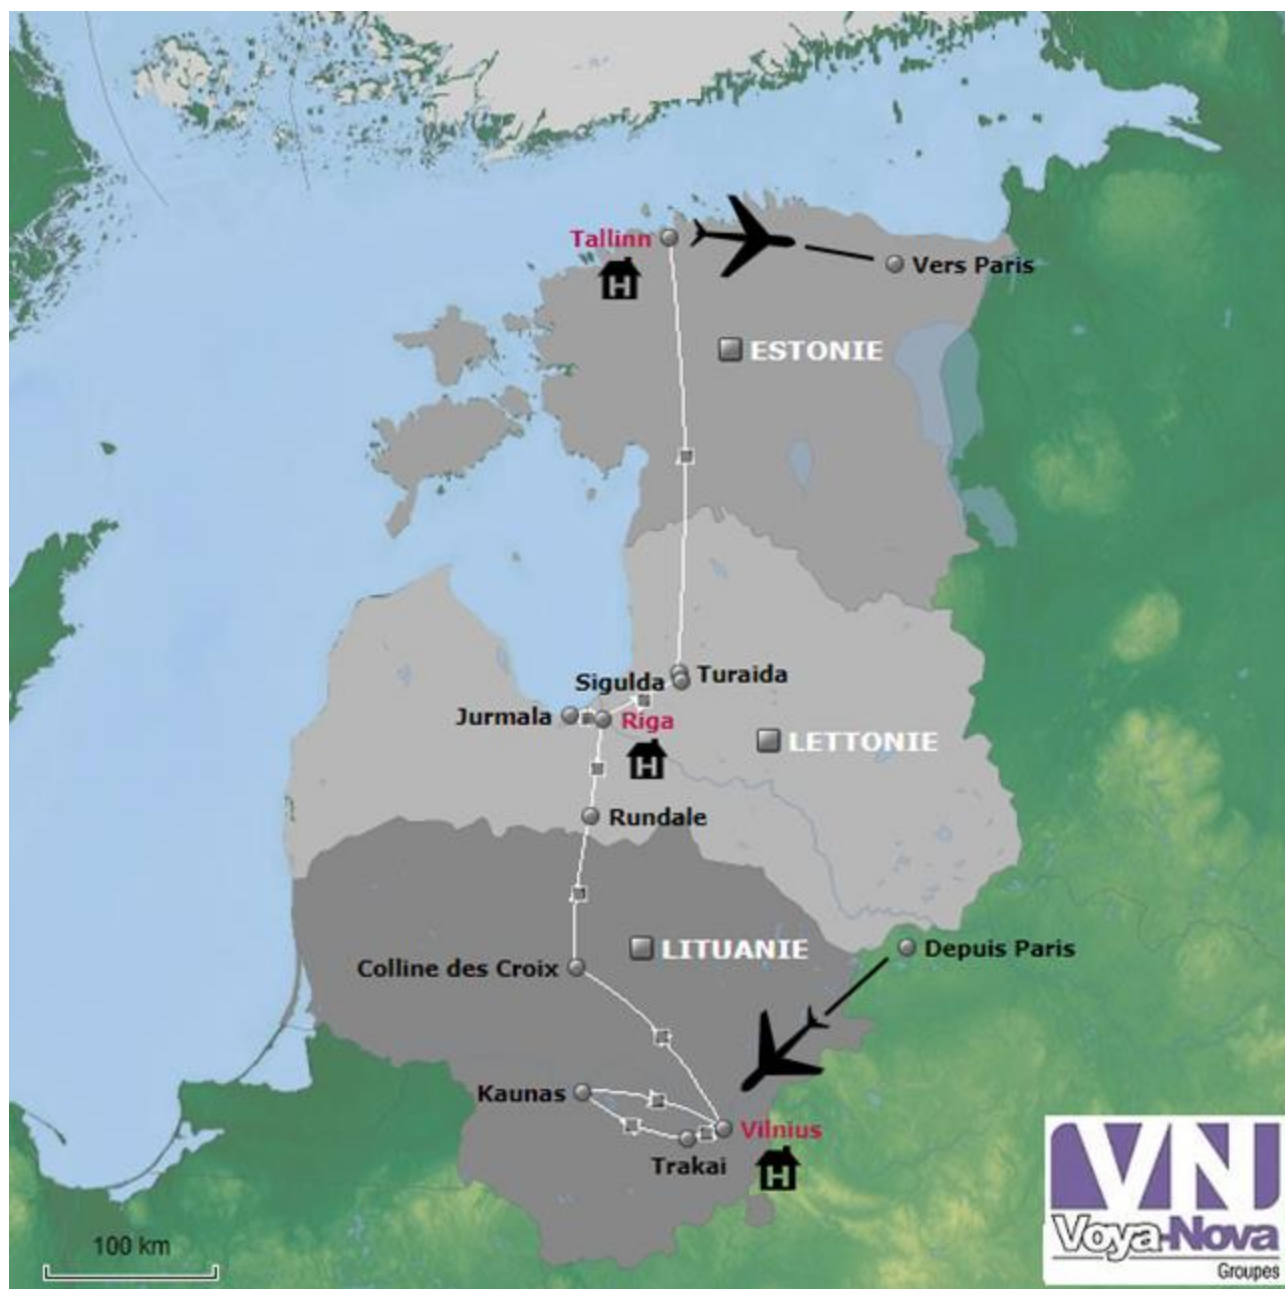 Tallinn
H
Vers Paris
ESTONIE
Turaida
Sigulda
Jurmala
Riga
LETTONIE
H
Rundale
LITUANIE
Depuis Paris
Colline des Croix
Kaunas
Vilnius
Trakai
H
VN
Voya-Nova
Groupes
100 km